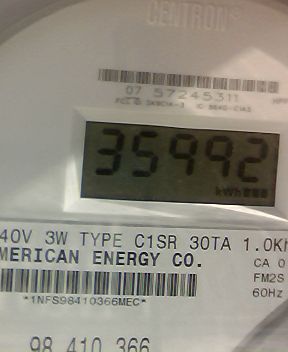 CENTRON®
07 57245311
35992
kWh
40V 3W TYPE C1SR 30TA 1.0Kh
MERICAN ENERGY CO.
CA 0
FM2S
60Hz
*1NFS98410366MEC*
98 410 366